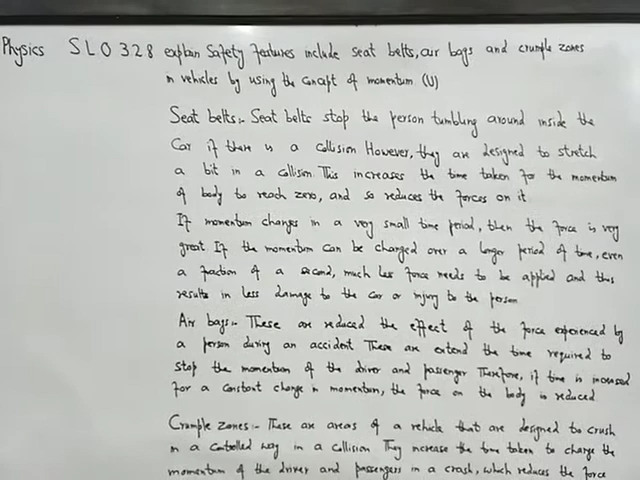 Physics SLO 3 2 8 explain Safety features include seat belts, air bags and crumple zones
in vehicles by using the concept of momentum (U)
Seat belts:- Seat belts stop the person tumbling around inside the
Car if there is a collision However, they are designed to stretch
a bit in a collision. This increases the time taken for the momentum
of body to reach zero, and so reduces the forces on it
If momentum changes in a very small time period, then the force is very
great If the momentum can be changed over a longer period of time, even
a fraction of a second, much less force needs to be applied and this
results in less damage to the car or injury to the person
Air bags:- These are reduced the effect of the force experienced by
a person during an accident These are extend the time required to
stop the momentum of the driver and passenger Therefore, if time is increased
for a constant change in momentum, the force on the body is reduced
Crumple zones:- These are areas of a vehicle that are designed to crush
in a controlled way in a collision They increase the time taken to change the
momentum of the driver and passengers in a crash, which reduces the force